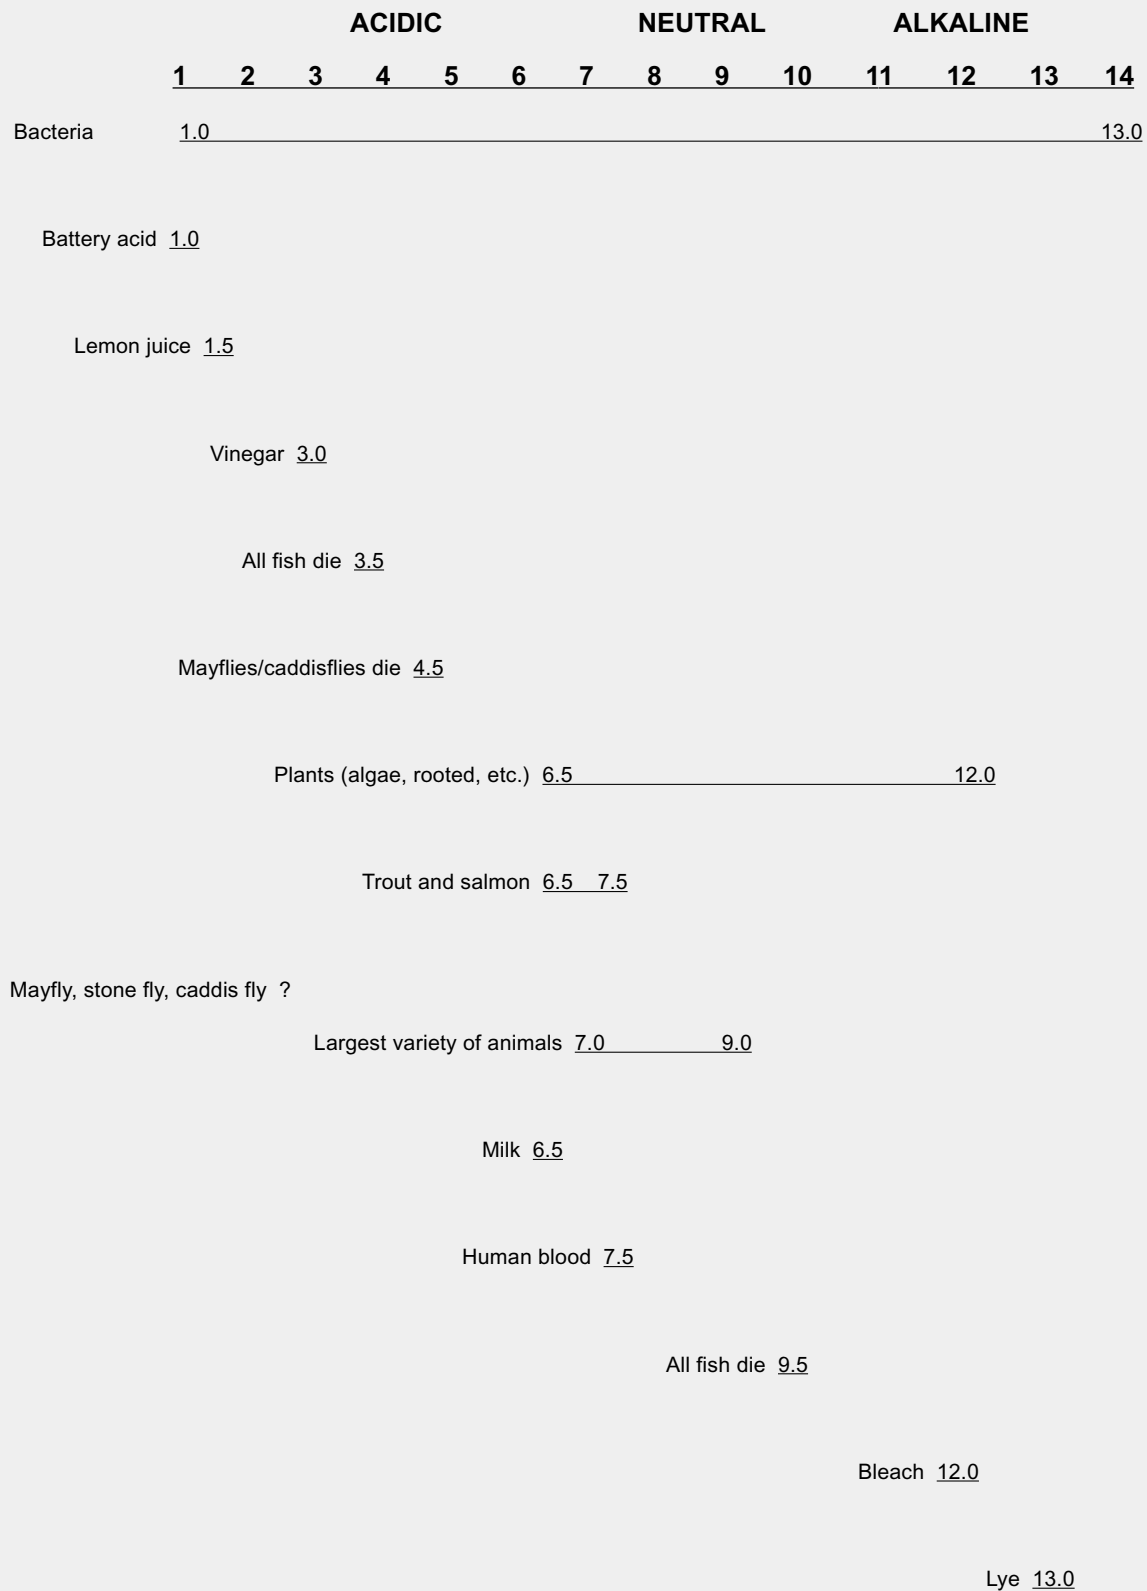 ACIDIC NEUTRAL ALKALINE
1 2 3 4 5 6 7 8 9 10 11 12 13 14
Bacteria 1.0 13.0
Battery acid 1.0
Lemon juice 1.5
Vinegar 3.0
All fish die 3.5
Mayflies/caddisflies die 4.5
Plants (algae, rooted, etc.) 6.5 12.0
Trout and salmon 6.5 7.5
Mayfly, stone fly, caddis fly ?
Largest variety of animals 7.0 9.0
Milk 6.5
Human blood 7.5
All fish die 9.5
Bleach 12.0
Lye 13.0